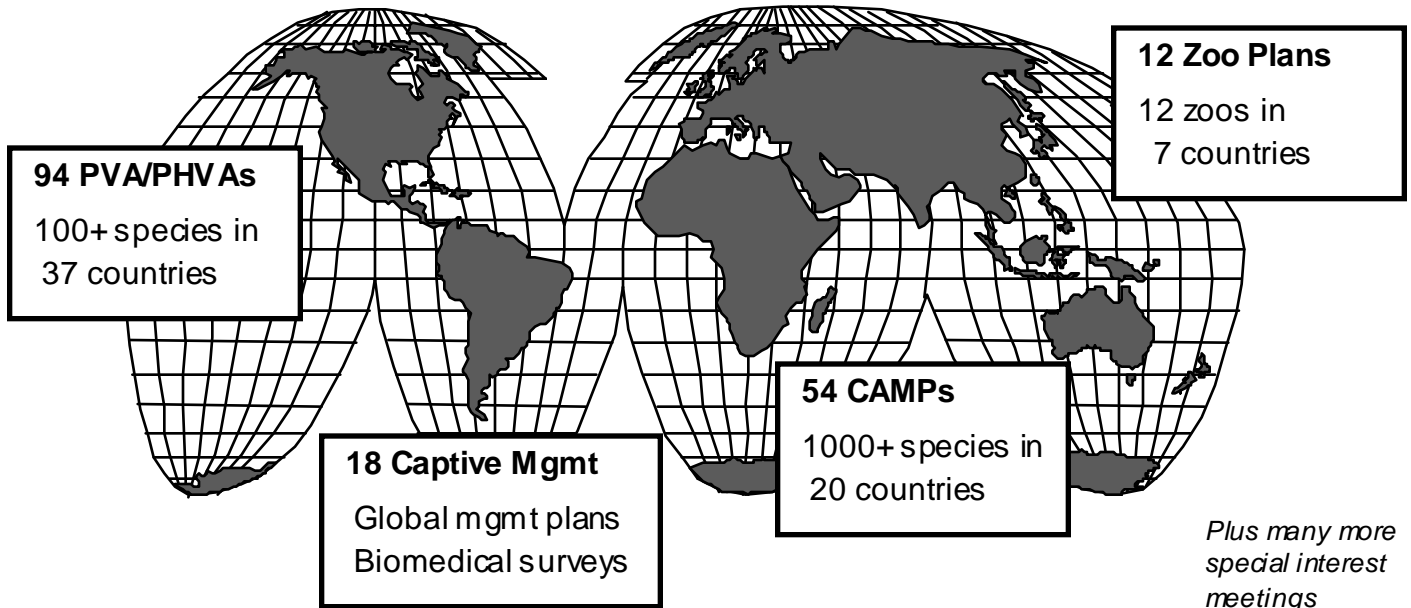 12 Zoo Plans
12 zoos in
7 countries
94 PVA/PHVAs
100+ species in
37 countries
54 CAMPs
1000+ species in
20 countries
18 Captive Mgmt
Global mgmt plans
Biomedical surveys
Plus many more
special interest
meetings